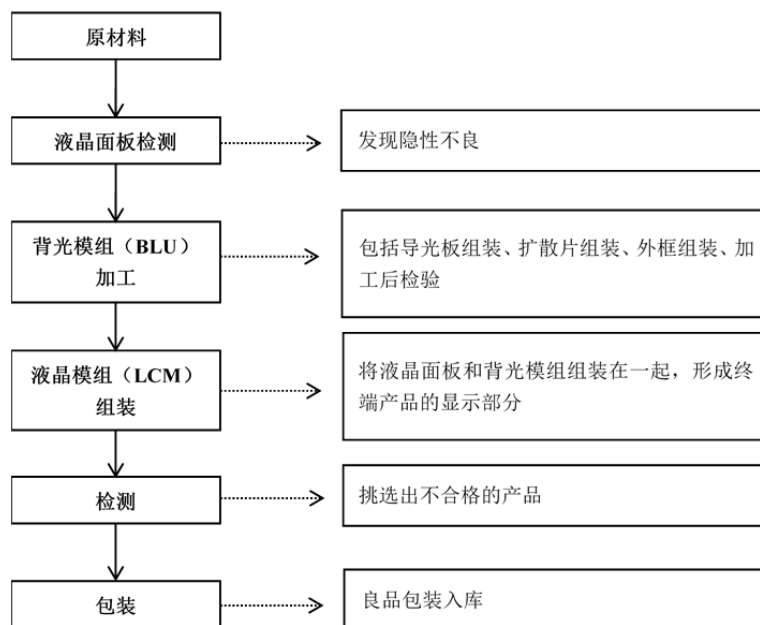 原材料
液晶面板检测
发现隐性不良
背光模组（BLU）
加工
包括导光板组装、扩散片组装、外框组装、加
工后检验
液晶模组（LCM）
组装
将液晶面板和背光模组组装在一起，形成终
端产品的显示部分
检测
挑选出不合格的产品
包装
良品包装入库